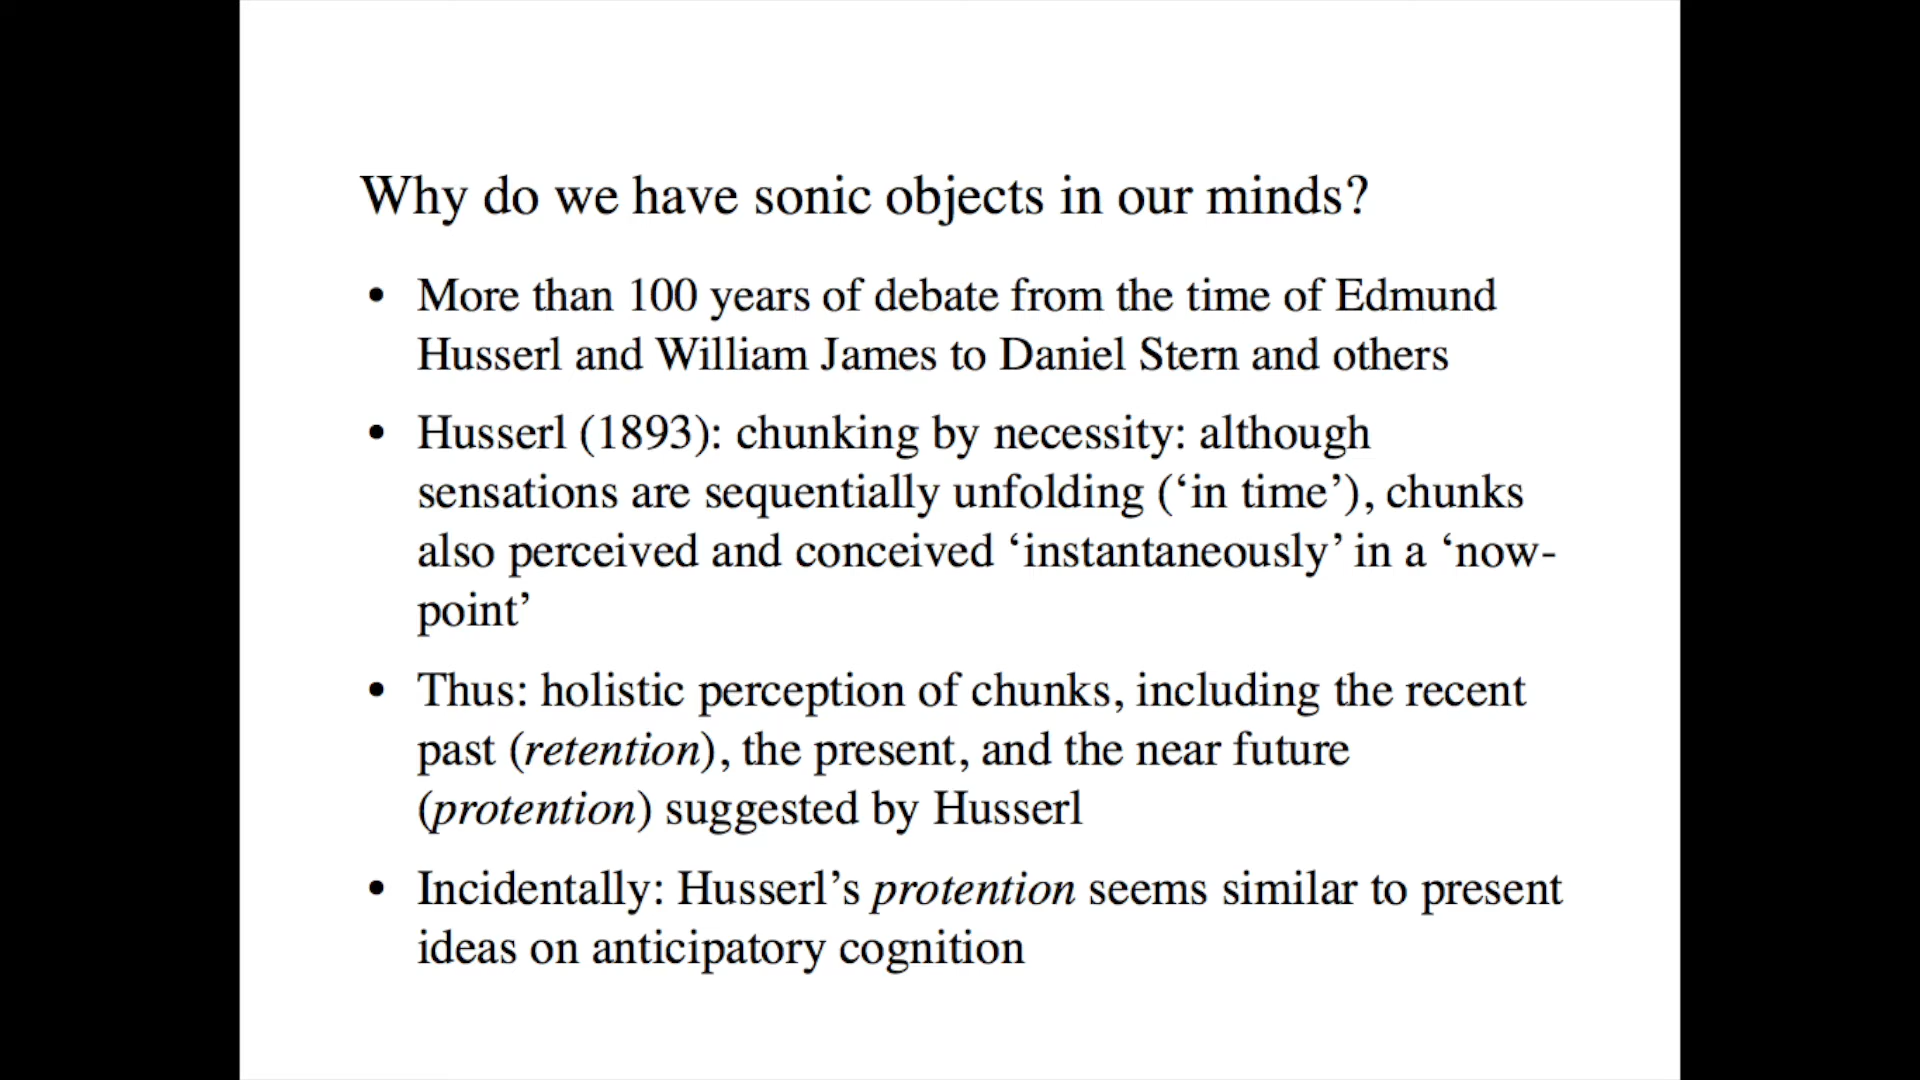 Why do we have sonic objects in our minds?
• More than 100 years of debate from the time of Edmund
Husserl and William James to Daniel Stern and others
• Husserl (1893): chunking by necessity: although
sensations are sequentially unfolding (‘in time’), chunks
also perceived and conceived ‘instantaneously’ in a ‘now-
point’
• Thus: holistic perception of chunks, including the recent
past (retention), the present, and the near future
(protention) suggested by Husserl
• Incidentally: Husserl’s protention seems similar to present
ideas on anticipatory cognition